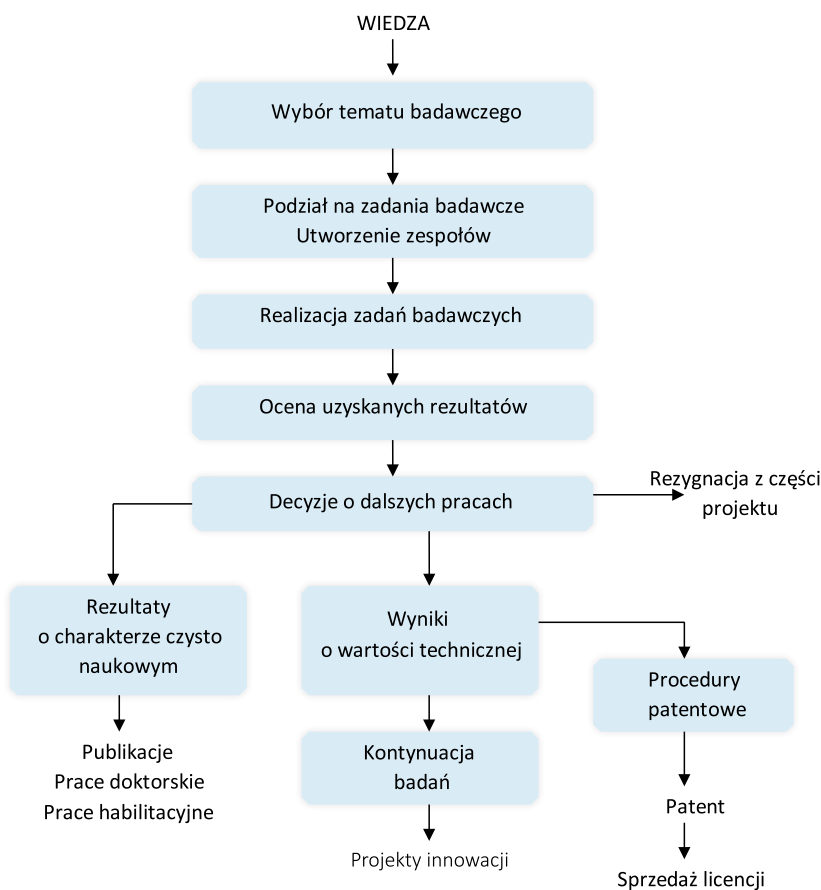 WIEDZA
Wybór tematu badawczego
Podział na zadania badawcze
Utworzenie zespołów
Realizacja zadań badawczych
Ocena uzyskanych rezultatów
Decyzje o dalszych pracach
Rezygnacja z części
projektu
Rezultaty
o charakterze czysto
naukowym
Publikacje
Prace doktorskie
Prace habilitacyjne
Wyniki
o wartości technicznej
Kontynuacja
badań
Projekty innowacji
Procedury
patentowe
Patent
Sprzedaż licencji